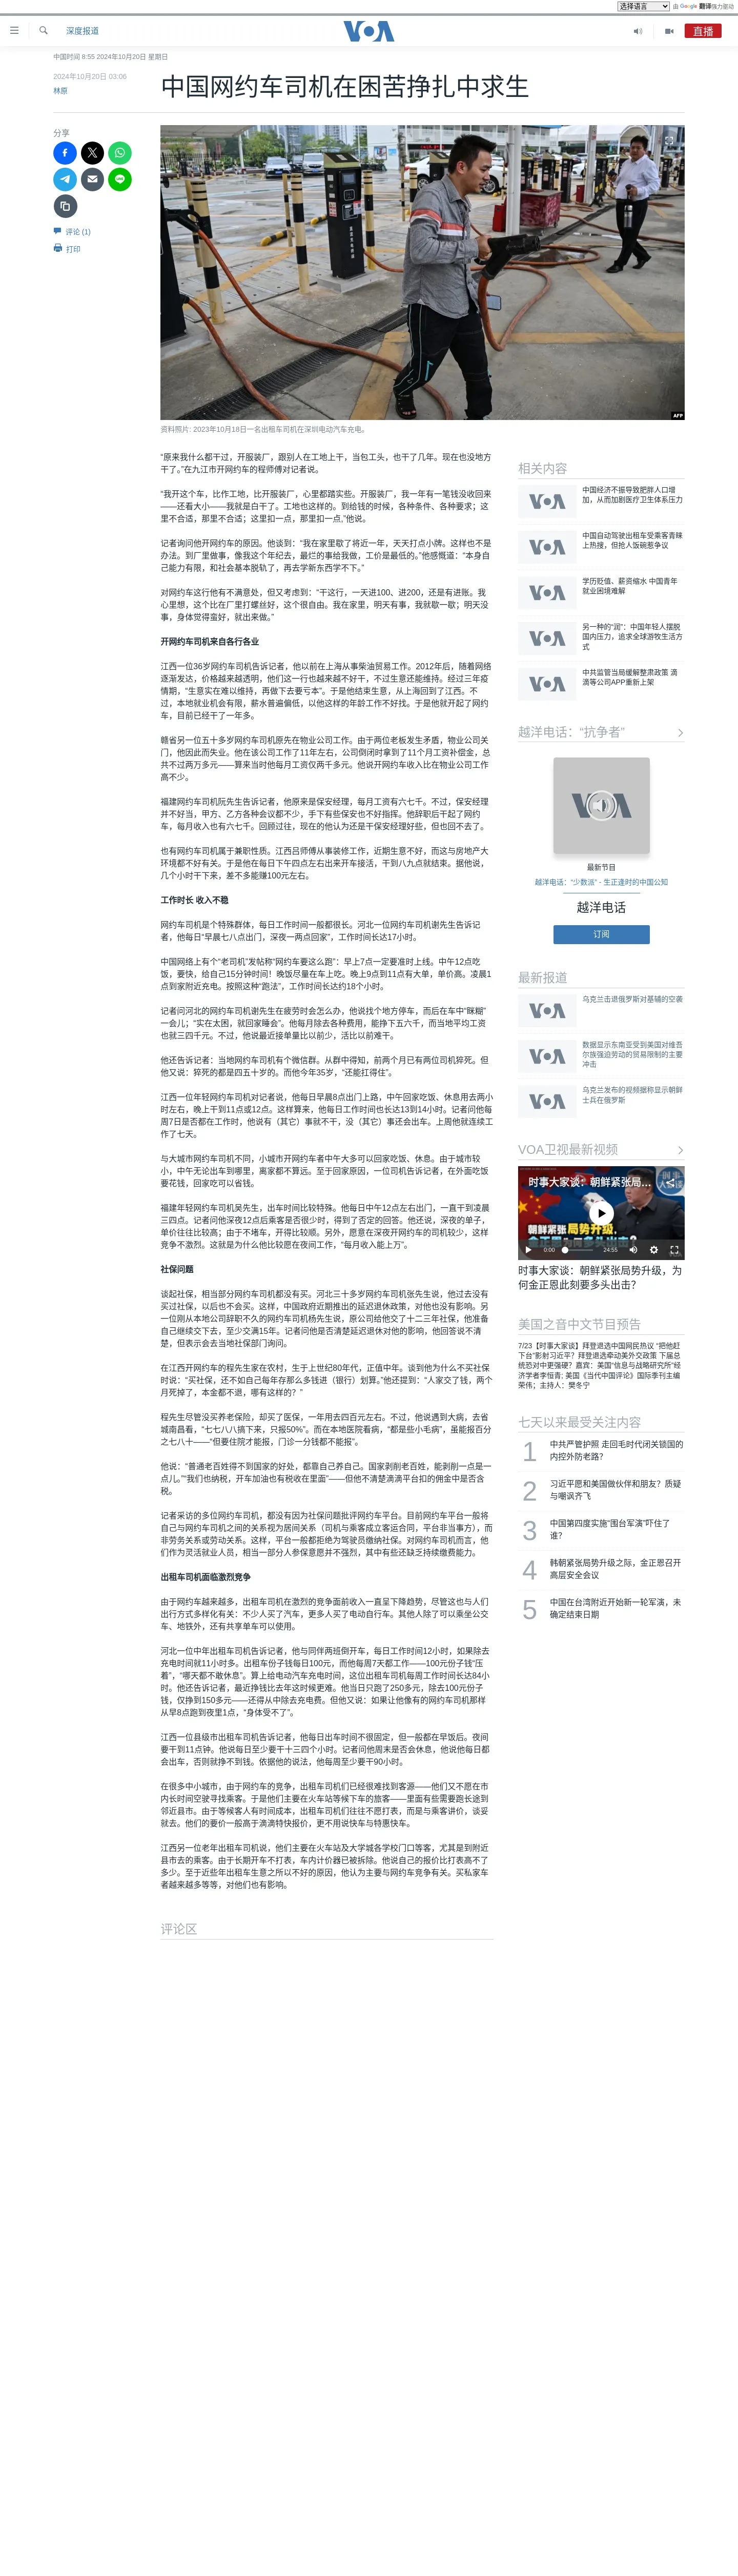 选择语言 由 Google 翻译强力驱动
深度报道
VOA
直播
中国时间 8:55 2024年10月20日 星期日
2024年10月20日 03:06
林原
中国网约车司机在困苦挣扎中求生
分享
评论 (1)
打印
AFP
资料照片: 2023年10月18日一名出租车司机在深圳电动汽车充电。
“原来我什么都干过，开服装厂，跟别人在工地上干，当包工头，也干了几年。现在也没地方
干了。”在九江市开网约车的程师傅对记者说。
“我开这个车，比作工地，比开服装厂，心里都踏实些。开服装厂，我一年有一笔钱没收回来
——还看大小——我就是白干了。工地也这样的。到给钱的时候，各种条件、各种要求；这
里不合适，那里不合适；这里扣一点，那里扣一点，”他说。
记者询问他开网约车的原因。他谈到：“我在家里歇了将近一年，天天打点小牌。这样也不是
办法。到厂里做事，像我这个年纪去，最烂的事给我做，工价是最低的。”他感慨道：“本身自
己能力有限，和社会基本脱轨了，再去学新东西学不下。”
对网约车这行他有不满意处，但又考虑到：“干这行，一天进100、进200，还是有进账。我
心里想，这个比在厂里打螺丝好，这个很自由。我在家里，明天有事，我就歇一歇；明天没
事，身体觉得蛮好，就出来做。”
开网约车司机来自各行各业
江西一位36岁网约车司机告诉记者，他以前在上海从事柴油贸易工作。2012年后，随着网络
逐渐发达，价格越来越透明，他们这一行也越来越不好干，不过生意还能维持。经过三年疫
情期，“生意实在难以维持，再做下去要亏本”。于是他结束生意，从上海回到了江西。不
过，本地就业机会有限，薪水普遍偏低，以他这样的年龄工作不好找。于是他就开起了网约
车，目前已经干了一年多。
赣省另一位五十多岁网约车司机原先在物业公司工作。由于两位老板发生矛盾，物业公司关
门，他因此而失业。他在该公司工作了11年左右，公司倒闭时拿到了11个月工资补偿金，总
共不过两万多元——算来当时他每月工资仅两千多元。他说开网约车收入比在物业公司工作
高不少。
福建网约车司机阮先生告诉记者，他原来是保安经理，每月工资有六七千。不过，保安经理
并不好当，甲方、乙方各种会议都不少，手下有些保安也不好指挥。他辞职后干起了网约
车，每月收入也有六七千。回顾过往，现在的他认为还是干保安经理好些，但也回不去了。
也有网约车司机属于兼职性质。江西吕师傅从事装修工作，近期生意不好，而这与房地产大
环境都不好有关。于是他在每日下午四点左右出来开车接活，干到八九点就结束。据他说，
几个小时干下来，差不多能赚100元左右。
工作时长 收入不稳
网约车司机是个特殊群体，每日工作时间一般都很长。河北一位网约车司机谢先生告诉记
者，他每日“早晨七八点出门，深夜一两点回家”，工作时间长达17小时。
中国网络上有个“老司机”发帖称“网约车要这么跑”：早上7点一定要准时上线。中午12点吃
饭，要快，给自己15分钟时间！晚饭尽量在车上吃。晚上9点到11点有大单，单价高。凌晨1
点到家附近充电。按照这种“跑法”，工作时间长达约18个小时。
记者问河北的网约车司机谢先生在疲劳时会怎么办，他说找个地方停车，而后在车中“眯糊”
一会儿；“实在太困，就回家睡会”。他每月除去各种费用，能挣下五六千，而当地平均工资
也就三四千元。不过，他说最近接单量比以前少，活比以前难干。
他还告诉记者：当地网约车司机有个微信群。从群中得知，前两个月已有两位司机猝死。但
他又说：猝死的都是四五十岁的。而他今年35岁，“还能扛得住”。
江西一位年轻网约车司机对记者说，他每日早晨8点出门上路，中午回家吃饭、休息用去两小
时左右，晚上干到11点或12点。这样算来，他每日工作时间也长达13到14小时。记者问他每
周7日是否都在工作时，他说有（其它）事就不干，没（其它）事还会出车。上周他就连续工
作了七天。
与大城市网约车司机不同，小城市开网约车者中午大多可以回家吃饭、休息。由于城市较
小，中午无论出车到哪里，离家都不算远。至于回家原因，一位司机告诉记者，在外面吃饭
要花钱，回家吃可以省钱。
福建年轻网约车司机吴先生，出车时间比较特殊。他每日中午12点左右出门，一直干到凌晨
三四点。记者问他深夜12点后乘客是否很少时，得到了否定的回答。他还说，深夜的单子，
单价往往比较高；由于不堵车，开得比较顺。另外，愿意在深夜开网约车的司机较少，这样
竞争不激烈。这就是为什么他比较愿在夜间工作，“每月收入能上万”。
社保问题
谈起社保，相当部分网约车司机都没有买。河北三十多岁网约车司机张先生说，他过去没有
买过社保，以后也不会买。这样，中国政府近期推出的延迟退休政策，对他也没有影响。另
一位刚从本地公司辞职不久的网约车司机杨先生说，原公司给他交了十二三年社保，他准备
自己继续交下去，至少交满15年。记者问他是否清楚延迟退休对他的影响，他回答说不清
楚，但表示会去当地社保部门询问。
在江西开网约车的程先生家在农村，生于上世纪80年代，正值中年。谈到他为什么不买社保
时说：“买社保，还不如自己每年存那么多钱进（银行）划算。”他还提到：“人家交了钱，两个
月死掉了，本金都不退，哪有这样的？”
程先生尽管没买养老保险，却买了医保，一年用去四百元左右。不过，他说遇到大病，去省
城南昌看，“七七八八搞下来，只报50%”。而在本地医院看病，“都是些小毛病”，虽能报百分
之七八十——“但要住院才能报，门诊一分钱都不能报”。
他说：“普通老百姓得不到国家的好处，都靠自己养自己。国家剥削老百姓，能剥削一点是一
点儿。”“我们也纳税，开车加油也有税收在里面”——但他不清楚滴滴平台扣的佣金中是否含
税。
记者采访的多位网约车司机，都没有因为社保问题批评网约车平台。目前网约车平台一般将
自己与网约车司机之间的关系视为居间关系（司机与乘客成立客运合同，平台非当事方），而
非劳务关系或劳动关系。这样，平台一般都拒绝为驾驶员缴纳社保。对网约车司机而言，他
们作为灵活就业人员，相当一部分人参保意愿并不强烈，其中有些还缺乏持续缴费能力。
出租车司机面临激烈竞争
由于网约车越来越多，出租车司机在激烈的竞争面前收入一直呈下降趋势，尽管这也与人们
出行方式多样化有关：不少人买了汽车，更多人买了电动自行车。其他人除了可以乘坐公交
车、地铁外，还有共享单车可以使用。
河北一位中年出租车司机告诉记者，他与同伴两班倒开车，每日工作时间12小时，如果除去
充电时间就11小时多。出租车份子钱每日100元，而他每周7天都工作——100元份子钱“压
着”，“哪天都不敢休息”。算上给电动汽车充电时间，这位出租车司机每周工作时间长达84小
时。他还告诉记者，最近挣钱比去年这时候更难。他当日只跑了250多元，除去100元份子
钱，仅挣到150多元——还得从中除去充电费。但他又说：如果让他像有的网约车司机那样
从早8点跑到夜里1点，“身体受不了”。
江西一位县级市出租车司机告诉记者，他每日出车时间不很固定，但一般都在早饭后。夜间
要干到11点钟。他说每日至少要干十三四个小时。记者问他周末是否会休息，他说他每日都
会出车，否则就挣不到钱。依据他的说法，他每周至少要干90小时。
在很多中小城市，由于网约车的竞争，出租车司机们已经很难找到客源——他们又不愿在市
内长时间空驶寻找乘客。于是他们主要在火车站等候下车的旅客——里面有些需要跑长途到
邻近县市。由于等候客人有时间成本，出租车司机们往往不愿打表，而是与乘客讲价，谈妥
就去。他们的要价一般高于滴滴特快报价，更不用说快车与特惠快车。
江西另一位老年出租车司机说，他们主要在火车站及大学城各学校门口等客，尤其是到附近
县市去的乘客。由于长期开车不打表，车内计价器已被拆除。他说自己的报价比打表高不了
多少。至于近些年出租车生意之所以不好的原因，他认为主要与网约车竞争有关。买私家车
者越来越多等等，对他们也有影响。
评论区
相关内容
中国经济不振导致肥胖人口增
加，从而加剧医疗卫生体系压力
中国自动驾驶出租车受乘客青睐
上热搜，但抢人饭碗惹争议
学历贬值、薪资缩水 中国青年
就业困境难解
另一种的“润”：中国年轻人摆脱
国内压力，追求全球游牧生活方
式
中共监管当局缓解整肃政策 滴
滴等公司APP重新上架
越洋电话：“抗争者”
最新节目
越洋电话：“少数派” - 生正逢时的中国公知
越洋电话
订阅
最新报道
乌克兰击退俄罗斯对基辅的空袭
数据显示东南亚受到美国对维吾
尔族强迫劳动的贸易限制的主要
冲击
乌克兰发布的视频据称显示朝鲜
士兵在俄罗斯
VOA卫视最新视频
时事大家谈：朝鲜紧张局…
朝鲜紧张局势升级，
0:00 24:55
时事大家谈：朝鲜紧张局势升级，为
何金正恩此刻要多头出击？
美国之音中文节目预告
7/23【时事大家谈】拜登退选中国网民热议 “把他赶
下台”影射习近平？拜登退选牵动美外交政策 下届总
统恐对中更强硬？嘉宾：美国“信息与战略研究所”经
济学者李恒青; 美国《当代中国评论》国际季刊主编
荣伟；主持人：樊冬宁
七天以来最受关注内容
1 中共严管护照 走回毛时代闭关锁国的
内控外防老路？
2 习近平愿和美国做伙伴和朋友？质疑
与嘲讽齐飞
3 中国第四度实施“围台军演”吓住了
谁？
4 韩朝紧张局势升级之际，金正恩召开
高层安全会议
5 中国在台湾附近开始新一轮军演，未
确定结束日期